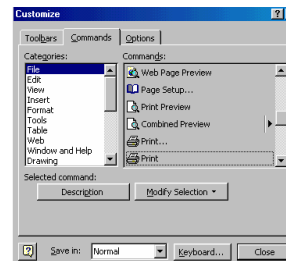 Customize
Toolbars Commands Options
Categories: Commands:
File
Edit
View
Insert
Format
Tools
Table
Web
Window and Help
Drawing
Web Page Preview
Page Setup...
Print Preview
Combined Preview
Print...
Print
Selected command:
Description Modify Selection
Save in: Normal Keyboard... Close